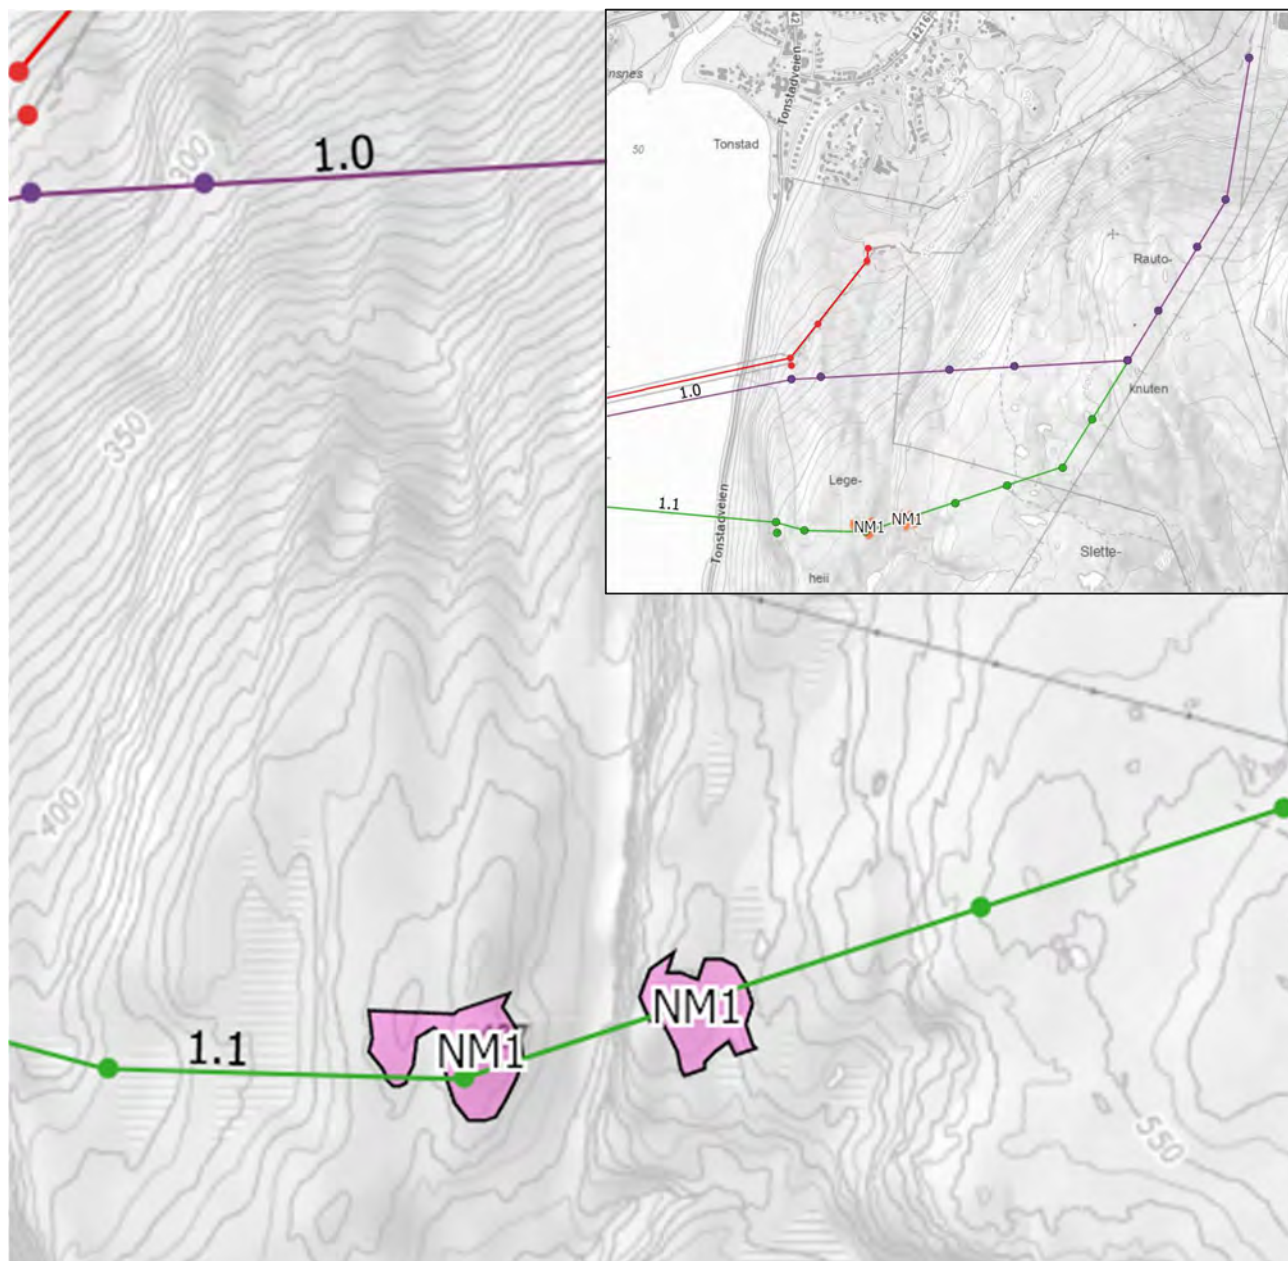 1.0
300
350
400
1.1
NM1
NM1
550
42
4216
nsnes
Tonstadveien
Tonstad
50
Rauto-
knuten
1.0
Lege-
1.1
NM1
NM1
Tonstadveien
heii
Slette-